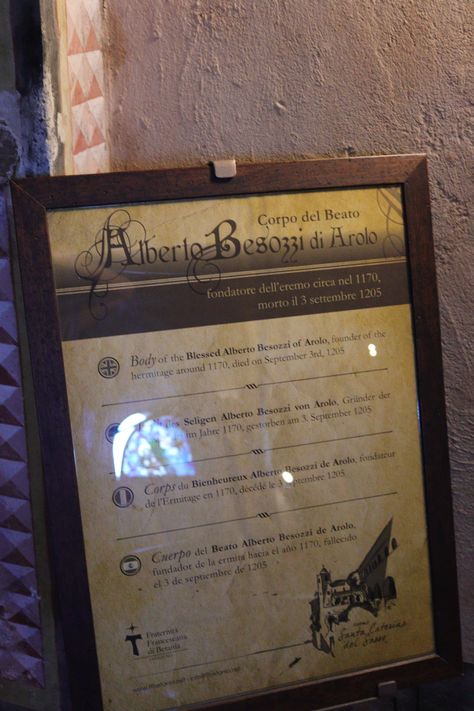 Corpo del Beato
Alberto Besozzi di Arolo
fondatore dell'eremo circa nel 1170,
morto il 3 settembre 1205
Body of the Blessed Alberto Besozzi of Arolo, founder of the
hermitage around 1170, died on September 3rd, 1205
des Seligen Alberto Besozzi von Arolo, Gründer der
im Jahre 1170, gestorben am 3. September 1205
Corps du Bienheureux Alberto Besozzi de Arolo, fondateur
de l'Ermitage en 1170, décédé le 3 septembre 1205
Cuerpo del Beato Alberto Besozzi de Arolo,
fundador de la ermita hacia el año 1170, fallecido
el 3 de septiembre de 1205
Fraternità
Francescana
di Betania
Santa Caterina
del Sasso